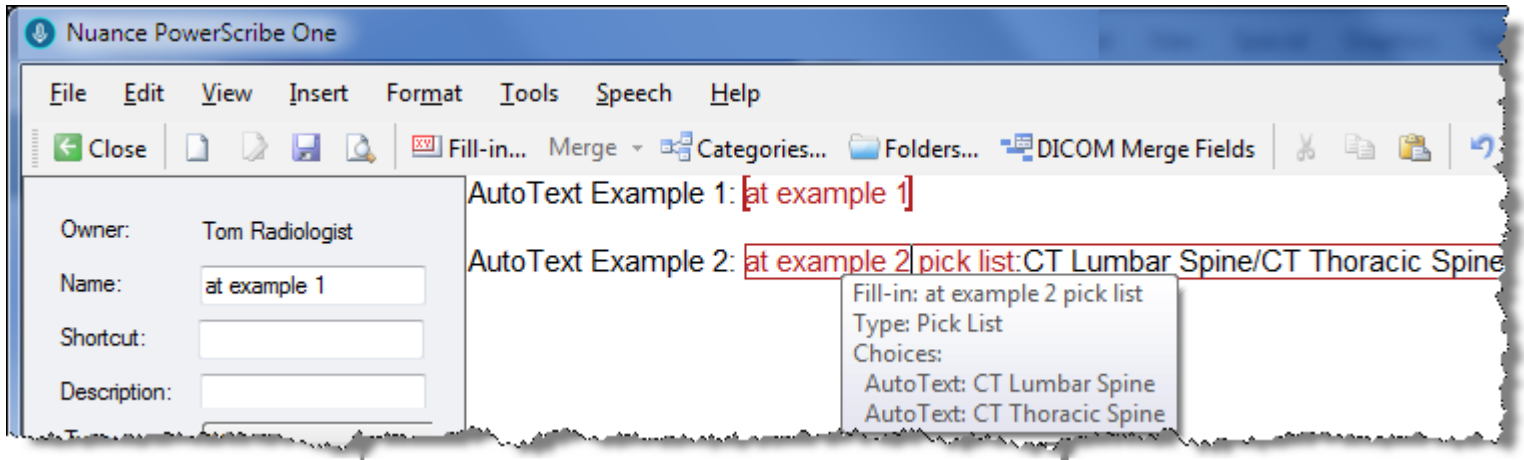 Nuance PowerScribe One
File Edit View Insert Format Tools Speech Help
Close Fill-in... Merge Categories... Folders... DICOM Merge Fields
AutoText Example 1: [at example 1]
Owner: Tom Radiologist
AutoText Example 2: at example 2 pick list:CT Lumbar Spine/CT Thoracic Spine
Name: at example 1
Fill-in: at example 2 pick list
Type: Pick List
Shortcut:
Choices:
AutoText: CT Lumbar Spine
Description:
AutoText: CT Thoracic Spine